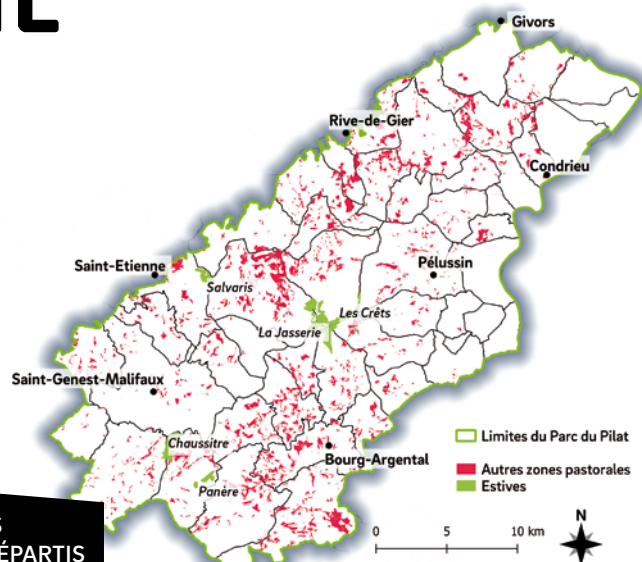 Givors
Rive-de-Gier
Condrieu
Saint-Etienne
Pélussin
Salvaris
Les Crêts
La Jasserie
Saint-Genest-Malifaux
Chaussitre
Bourg-Argental
Panère
Limites du Parc du Pilat
Autres zones pastorales
Estives
0 5 10 km
N